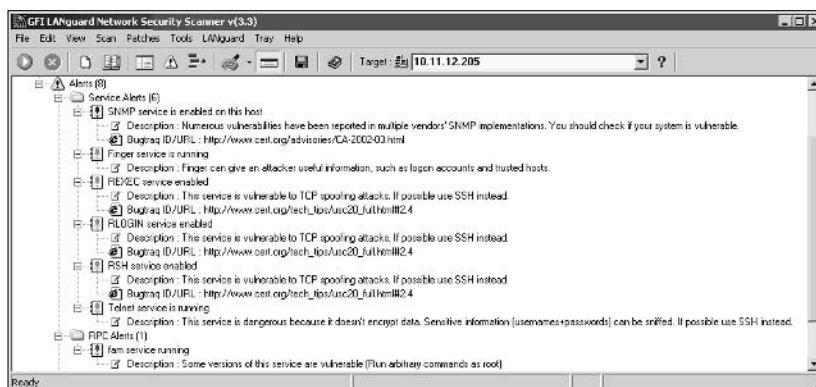 GFI LANguard Network Security Scanner v(3.3)
File Edit View Scan Patches Tools LANguard Tray Help
Target : 10.11.12.205 ?
Alerts (8)
Service Alerts (6)
SNMP service is enabled on this host
Description : Numerous vulnerabilities have been reported in multiple vendors' SNMP implementations. You should check if your system is vulnerable.
Bugtraq ID/URL : http://www.cert.org/advisories/CA-2002-03.html
Finger service is running
Description : Finger can give an attacker useful information, such as logon accounts and trusted hosts.
REXEC service enabled
Description : This service is vulnerable to TCP spoofing attacks. If possible use SSH instead.
Bugtraq ID/URL : http://www.cert.org/tech_tips/usc20_full.html#2.4
RLOGIN service enabled
Description : This service is vulnerable to TCP spoofing attacks. If possible use SSH instead.
Bugtraq ID/URL : http://www.cert.org/tech_tips/usc20_full.html#2.4
RSH service enabled
Description : This service is vulnerable to TCP spoofing attacks. If possible use SSH instead.
Bugtraq ID/URL : http://www.cert.org/tech_tips/usc20_full.html#2.4
Telnet service is running
Description : This service is dangerous because it doesn't encrypt data. Sensitive information (usernames+passwords) can be sniffed. If possible use SSH instead.
RPC Alerts (1)
fam service running
Description : Some versions of this service are vulnerable (Run arbitrary commands as root)
Ready